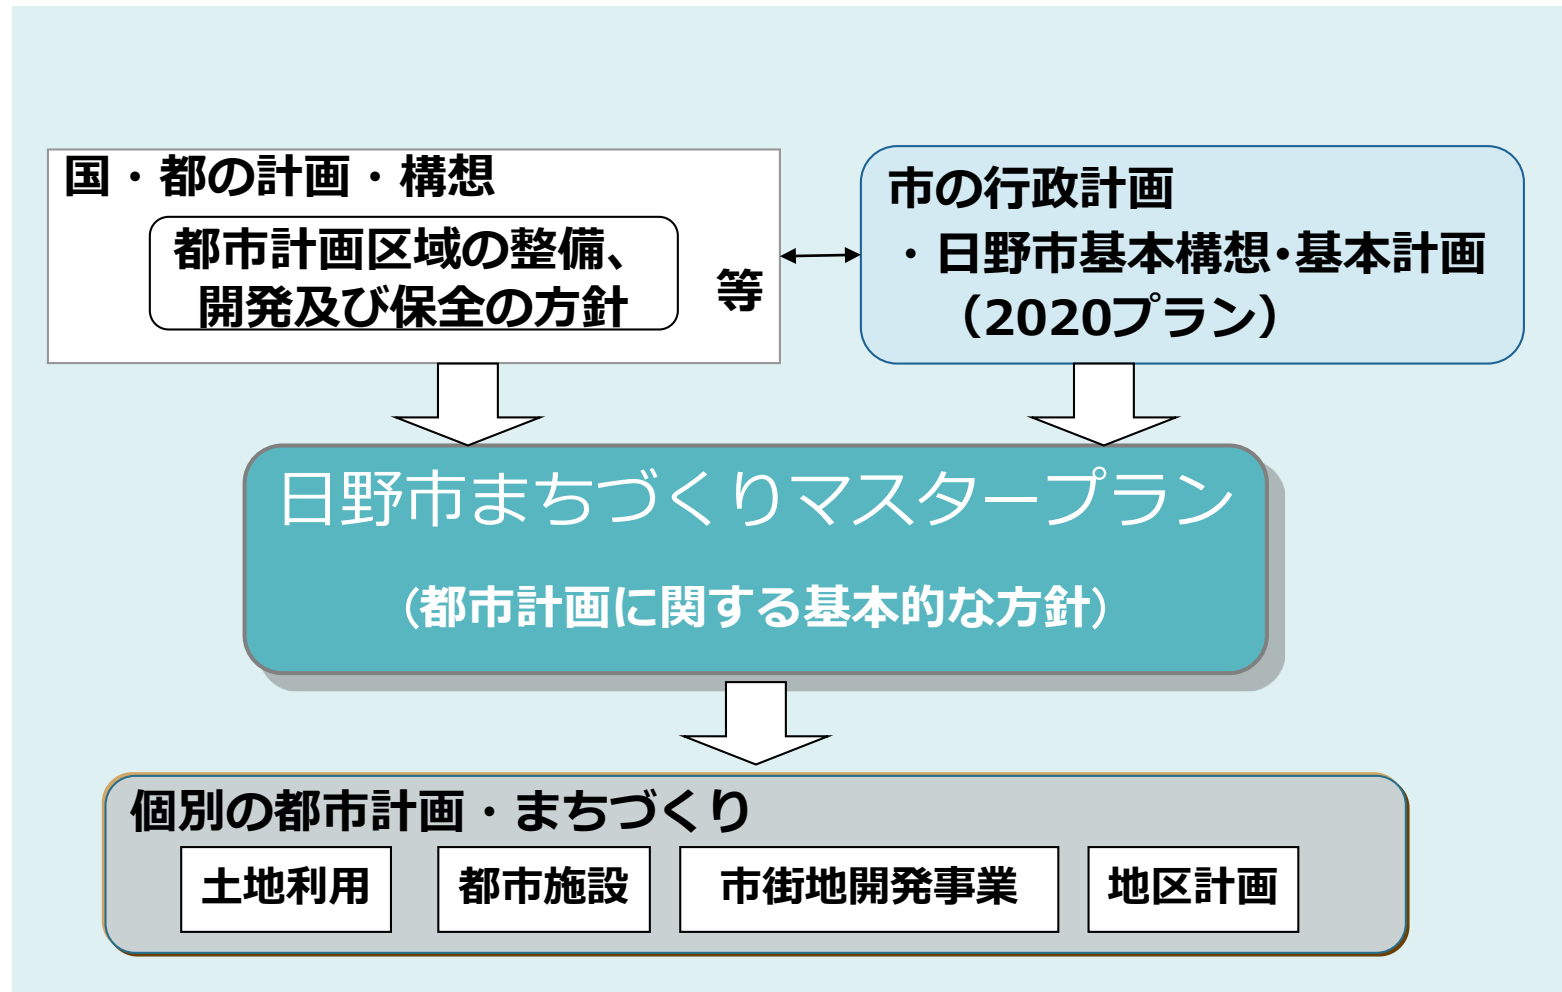 国・都の計画・構想
都市計画区域の整備、
開発及び保全の方針
等
市の行政計画
・日野市基本構想・基本計画
（2020プラン）
日野市まちづくりマスタープラン
（都市計画に関する基本的な方針）
個別の都市計画・まちづくり
土地利用
都市施設
市街地開発事業
地区計画